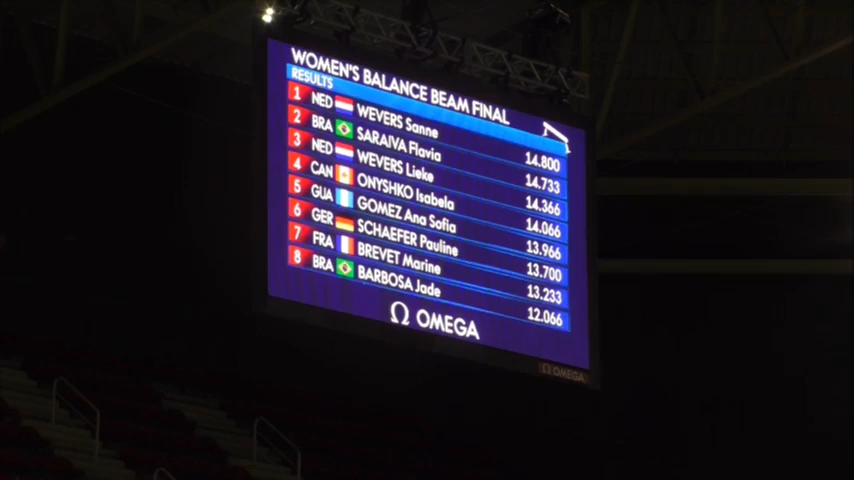 WOMEN'S BALANCE BEAM FINAL
RESULTS
1 NED WEVERS Sanne 14.800
2 BRA SARAIVA Flavia 14.733
3 NED WEVERS Lieke 14.366
4 CAN ONYSHKO Isabela 14.066
5 GUA GOMEZ Ana Sofia 13.966
6 GER SCHAEFER Pauline 13.700
7 FRA BREVET Marine 13.233
8 BRA BARBOSA Jade 12.066
Ω OMEGA
Ω OMEGA